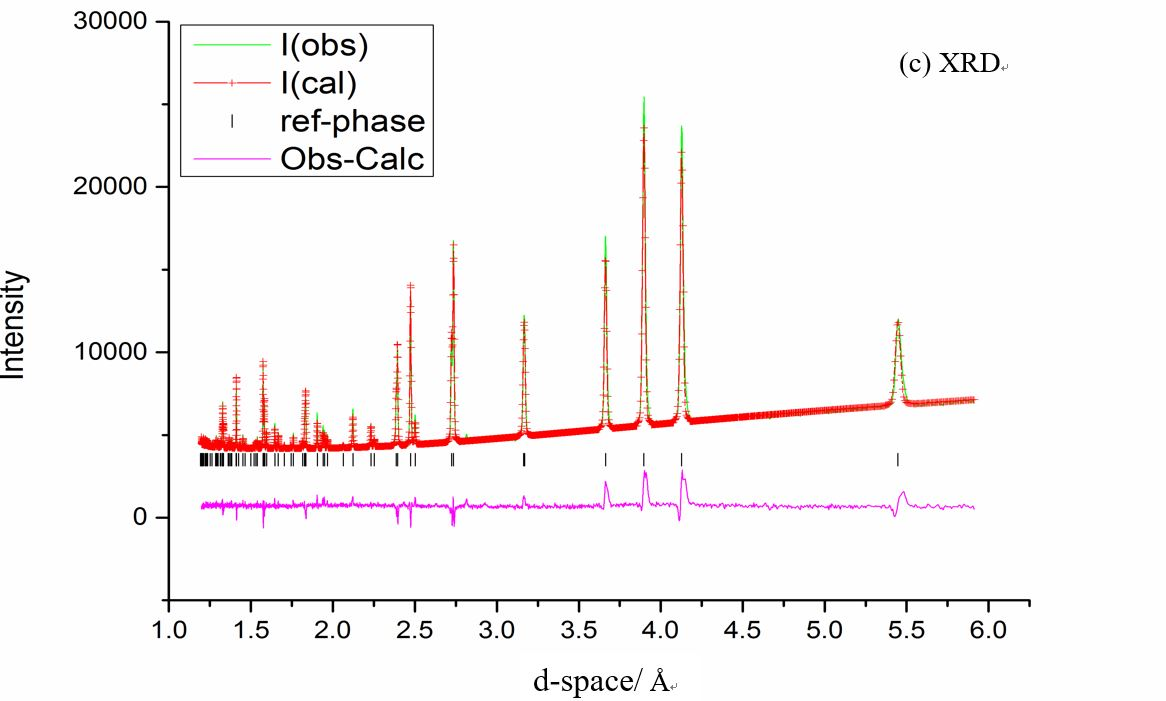 30000
I(obs)
I(cal)
ref-phase
Obs-Calc
(c) XRD
20000
10000
0
Intensity
1.0 1.5 2.0 2.5 3.0 3.5 4.0 4.5 5.0 5.5 6.0
d-space/ Å